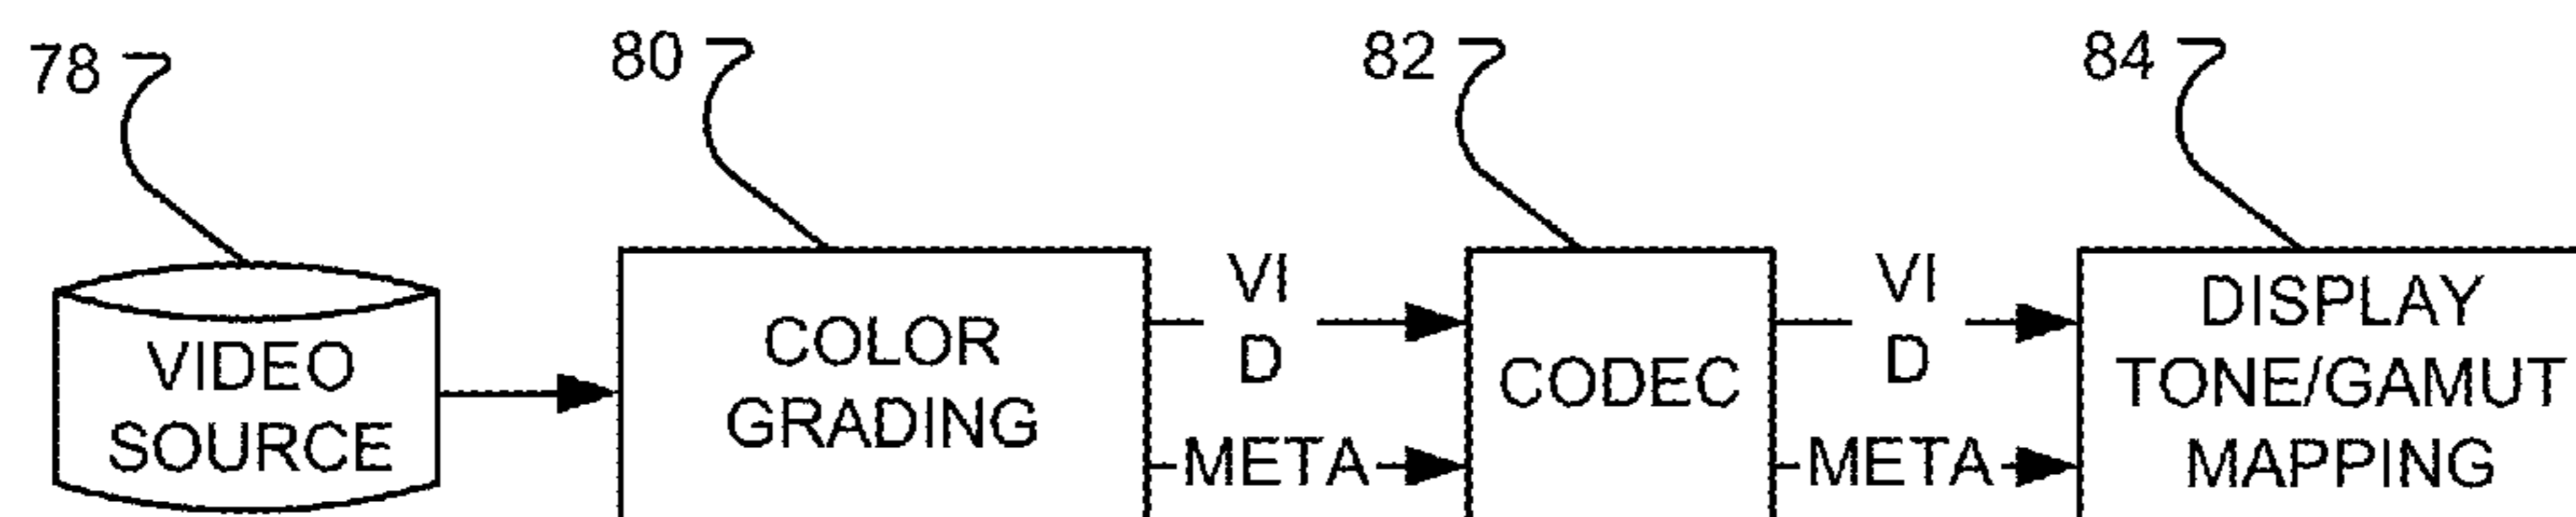 78
80
82
84
VIDEO
SOURCE
COLOR
GRADING
VI
D
META
CODEC
VI
D
META
DISPLAY
TONE/GAMUT
MAPPING